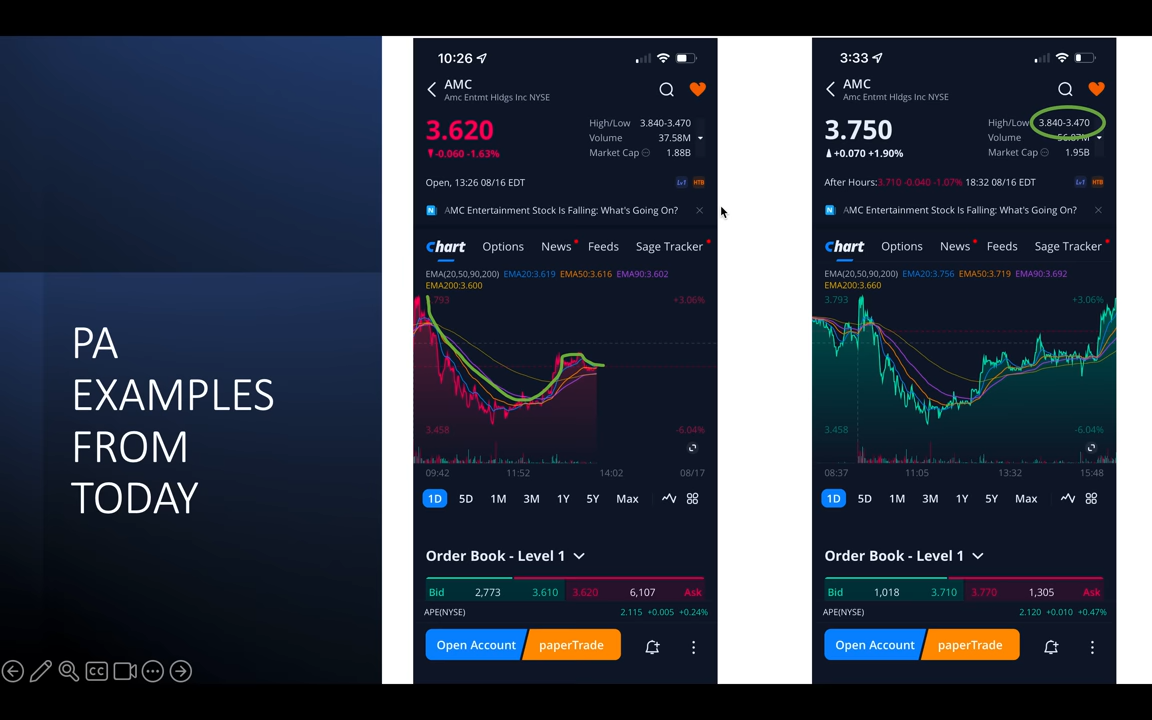 PA
EXAMPLES
FROM
TODAY
10:26
AMC
Amc Entmt Hldgs Inc NYSE
3.620
-0.060 -1.63%
High/Low 3.840-3.470
Volume 37.58M
Market Cap 1.88B
Open, 13:26 08/16 EDT
Lv1 HTB
N AMC Entertainment Stock Is Falling: What's Going On?
Chart Options News Feeds Sage Tracker
EMA(20,50,90,200) EMA20:3.619 EMA50:3.616 EMA90:3.602
EMA200:3.600
3.793 +3.06%
3.458 -6.04%
09:42 11:52 14:02 08/17
1D 5D 1M 3M 1Y 5Y Max
Order Book - Level 1
Bid 2,773 3.610 3.620 6,107 Ask
APE(NYSE) 2.115 +0.005 +0.24%
Open Account paperTrade
3:33
AMC
Amc Entmt Hldgs Inc NYSE
3.750
+0.070 +1.90%
High/Low 3.840-3.470
Volume 56.87M
Market Cap 1.95B
After Hours:3.710 -0.040 -1.07% 18:32 08/16 EDT
Lv1 HTB
N AMC Entertainment Stock Is Falling: What's Going On?
Chart Options News Feeds Sage Tracker
EMA(20,50,90,200) EMA20:3.756 EMA50:3.719 EMA90:3.692
EMA200:3.660
3.793 +3.06%
3.458 -6.04%
08:37 11:05 13:32 15:48
1D 5D 1M 3M 1Y 5Y Max
Order Book - Level 1
Bid 1,018 3.710 3.770 1,305 Ask
APE(NYSE) 2.120 +0.010 +0.47%
Open Account paperTrade
CC